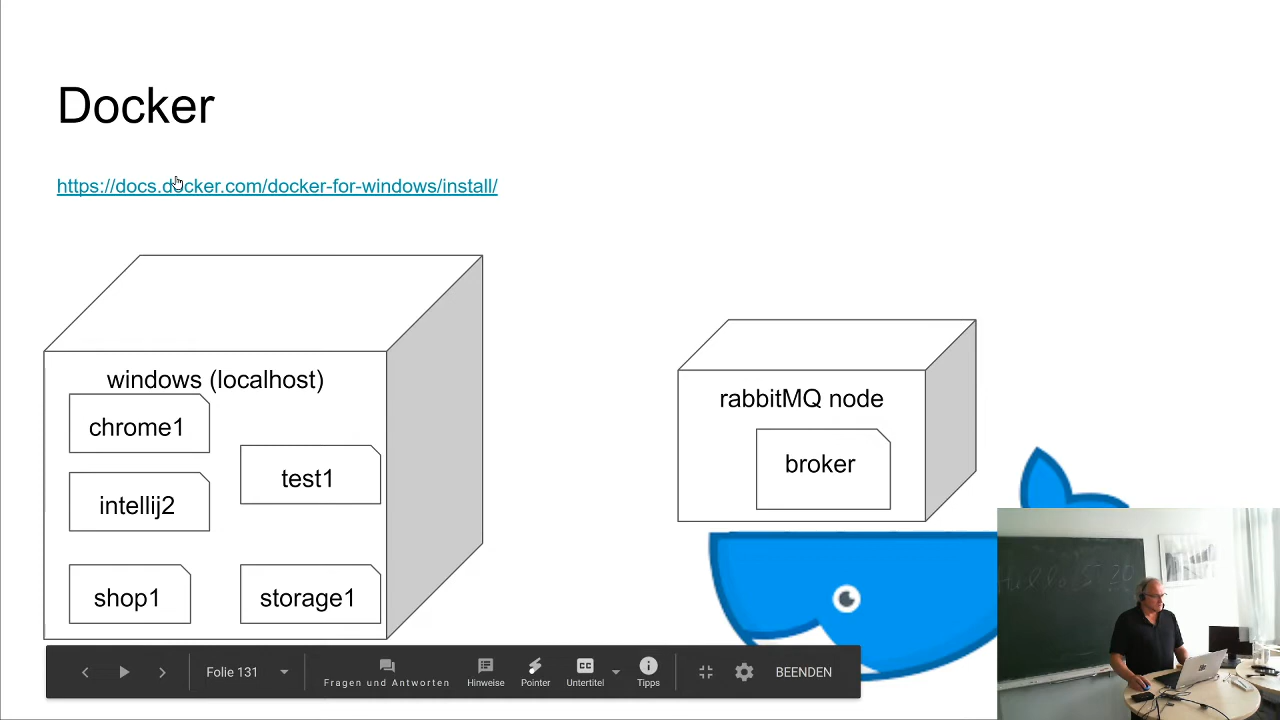 Docker
https://docs.docker.com/docker-for-windows/install/
windows (localhost)
chrome1
test1
intellij2
shop1
storage1
rabbitMQ node
broker
Folie 131
Fragen und Antworten
Hinweise
Pointer
Untertitel
Tipps
BEENDEN